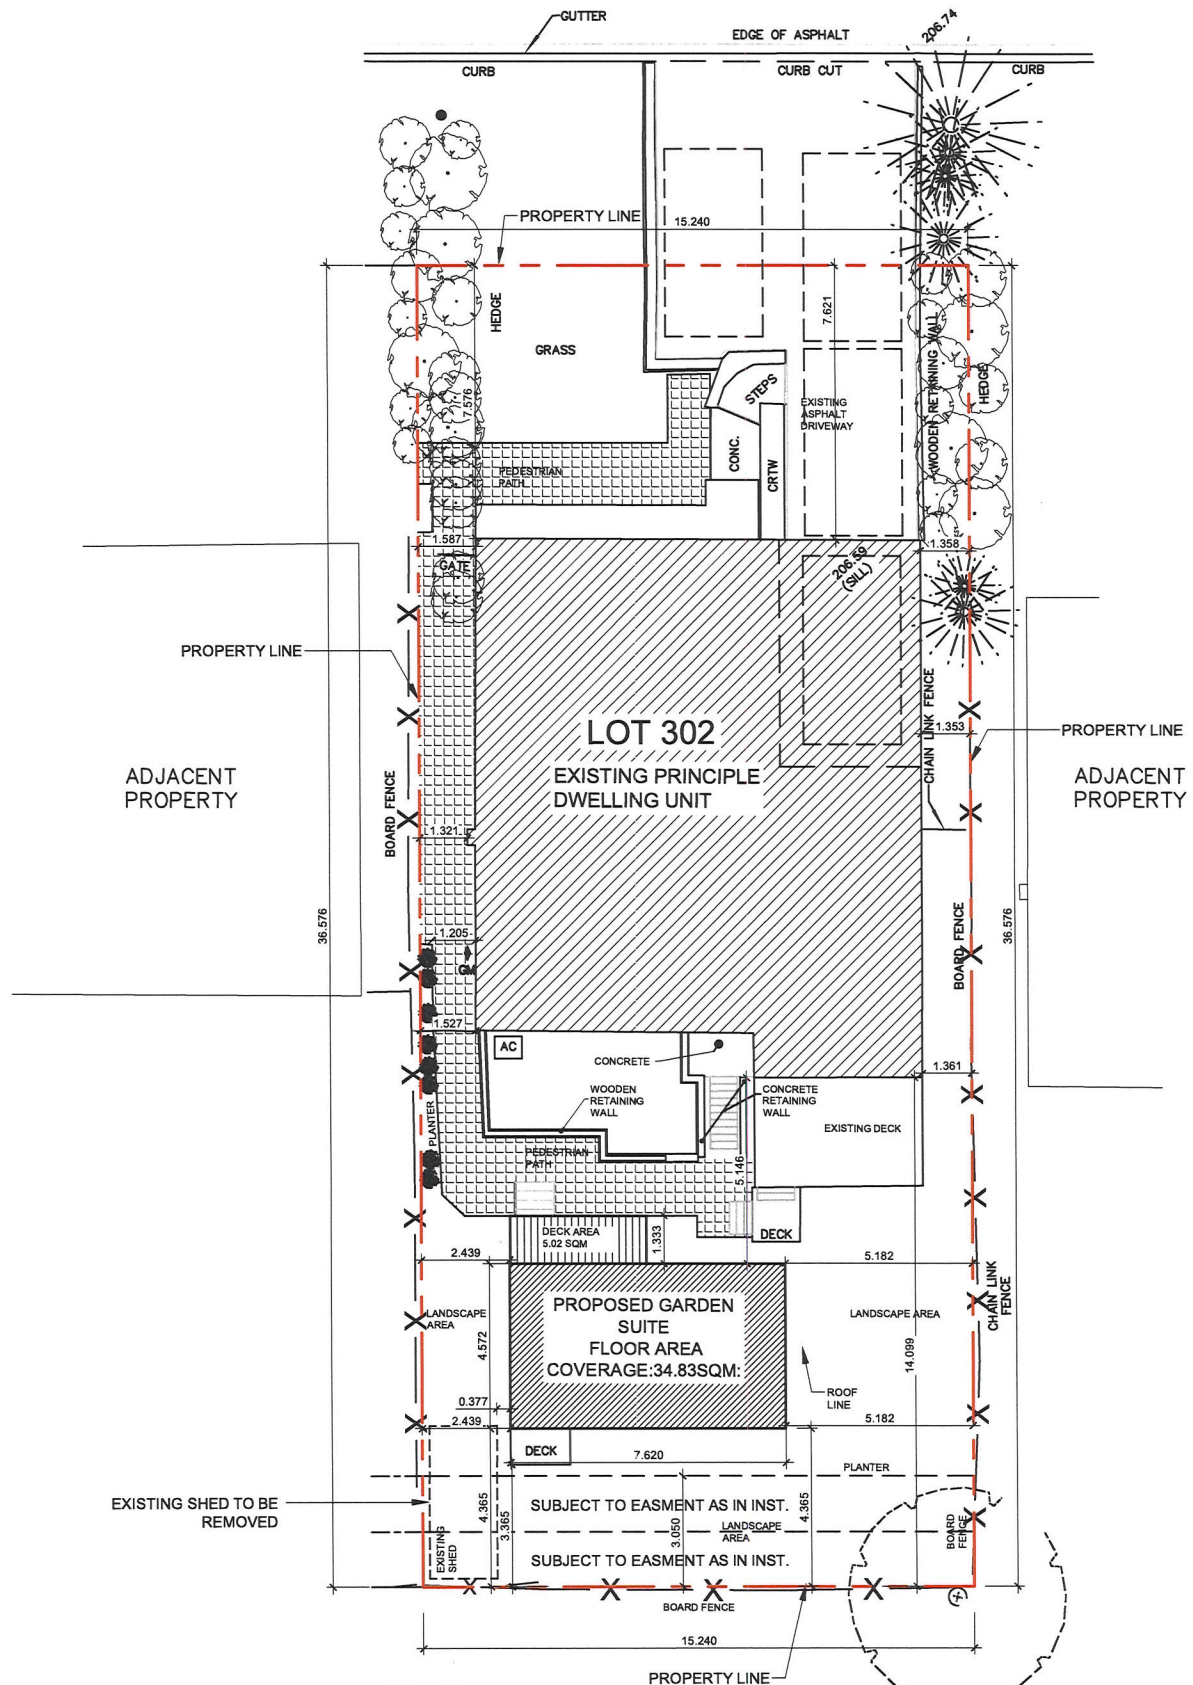 GUTTER
206.74
EDGE OF ASPHALT
CURB
CURB CUT
CURB
PROPERTY LINE
15.240
HEDGE
7.621
GRASS
WOODEN RETAINING WALL
HEDGE
7.576
STEPS
EXISTING
ASPHALT
DRIVEWAY
CONC.
CRTW
PEDESTRIAN
PATH
1.587
GATE
206.59
(SILL)
1.358
PROPERTY LINE
CHAIN LINK FENCE
LOT 302
1.353
PROPERTY LINE
EXISTING PRINCIPLE
DWELLING UNIT
ADJACENT
PROPERTY
ADJACENT
PROPERTY
BOARD FENCE
1.321
36.576
36.576
BOARD FENCE
1.205
GM
1.527
AC
CONCRETE
1.361
WOODEN
RETAINING
WALL
CONCRETE
RETAINING
WALL
PLANTER
EXISTING DECK
PEDESTRIAN
PATH
5.146
DECK AREA
5.02 SQM
1.333
DECK
2.439
5.182
CHAIN LINK
FENCE
PROPOSED GARDEN
SUITE
FLOOR AREA
COVERAGE:34.83SQM:
LANDSCAPE
AREA
LANDSCAPE AREA
4.572
14.099
ROOF
LINE
0.377
2.439
5.182
DECK
7.620
PLANTER
EXISTING SHED TO BE
REMOVED
4.365
3.365
SUBJECT TO EASMENT AS IN INST.
3.050
4.365
LANDSCAPE
AREA
BOARD
FENCE
EXISTING
SHED
SUBJECT TO EASMENT AS IN INST.
BOARD FENCE
15.240
PROPERTY LINE